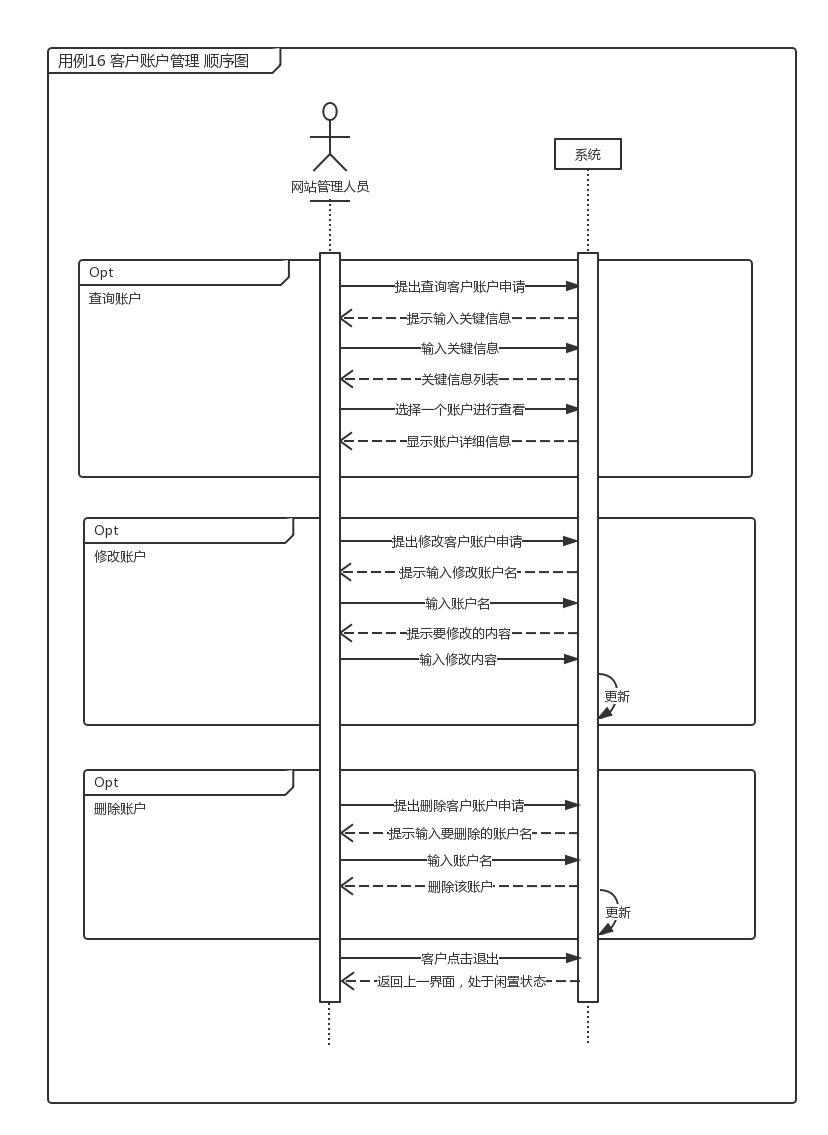 用例16 客户账户管理 顺序图
网站管理人员
系统
Opt
查询账户
提出查询客户账户申请
提示输入关键信息
输入关键信息
关键信息列表
选择一个账户进行查看
显示账户详细信息
Opt
修改账户
提出修改客户账户申请
提示输入修改账户名
输入账户名
提示要修改的内容
输入修改内容
更新
Opt
删除账户
提出删除客户账户申请
提示输入要删除的账户名
输入账户名
删除该账户
更新
客户点击退出
返回上一界面，处于闲置状态